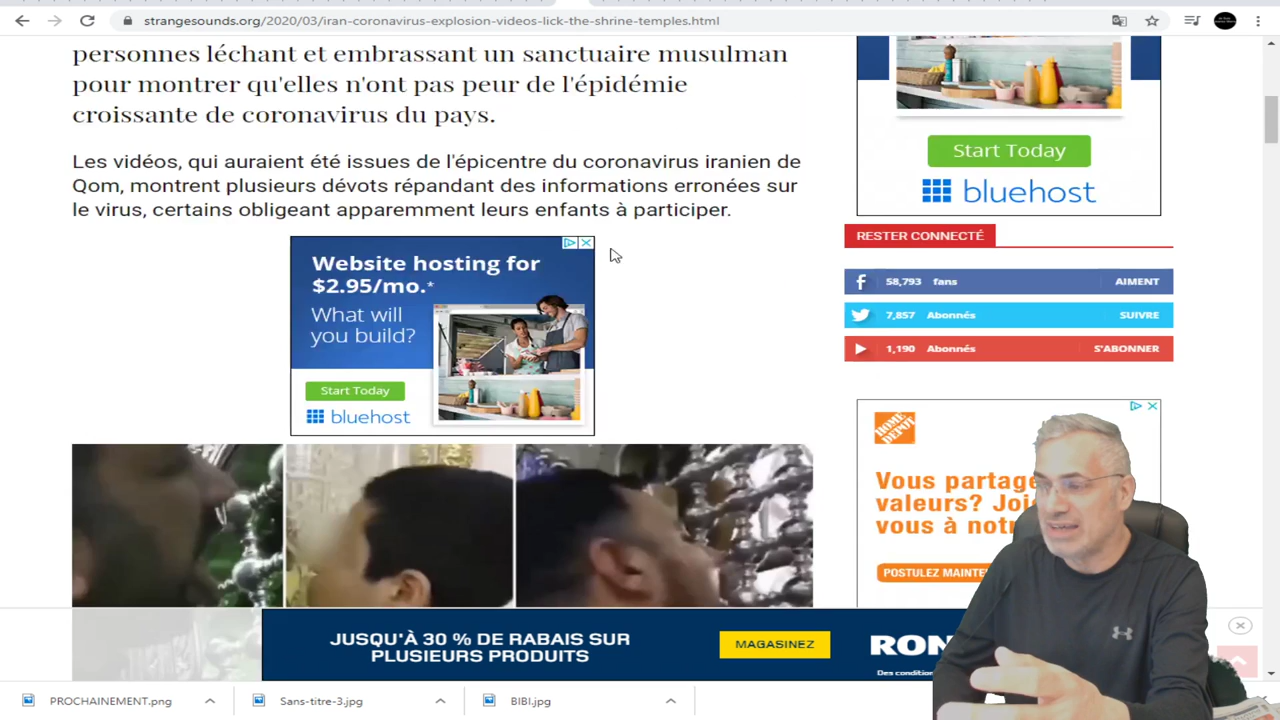 strangesounds.org/2020/03/iran-coronavirus-explosion-videos-lick-the-shrine-temples.html
personnes léchant et embrassant un sanctuaire musulman
pour montrer qu'elles n'ont pas peur de l'épidémie
croissante de coronavirus du pays.
Les vidéos, qui auraient été issues de l'épicentre du coronavirus iranien de
Qom, montrent plusieurs dévots répandant des informations erronées sur
le virus, certains obligeant apparemment leurs enfants à participer.
Website hosting for
$2.95/mo.*
What will
you build?
Start Today
bluehost
Start Today
bluehost
RESTER CONNECTÉ
58,793 fans AIMENT
7,857 Abonnés SUIVRE
1,190 Abonnés S'ABONNER
THE HOME DEPOT
Vous partage
valeurs? Joi
vous à notr
POSTULEZ MAINTE
JUSQU'À 30 % DE RABAIS SUR
PLUSIEURS PRODUITS
MAGASINEZ
RON
Des condition
PROCHAINEMENT.png
Sans-titre-3.jpg
BIBI.jpg